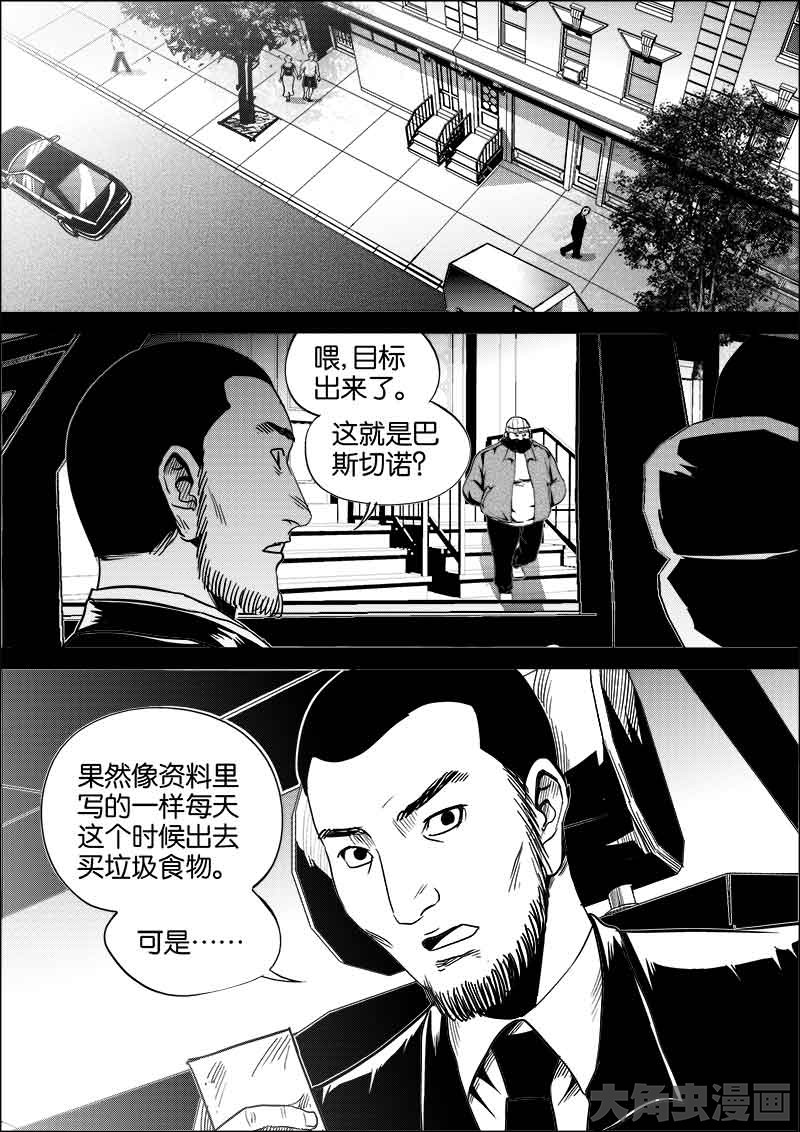 喂,目标
出来了。
这就是巴
斯切诺?
果然像资料里
写的一样每天
这个时候出去
买垃圾食物。
可是……
大角虫漫画